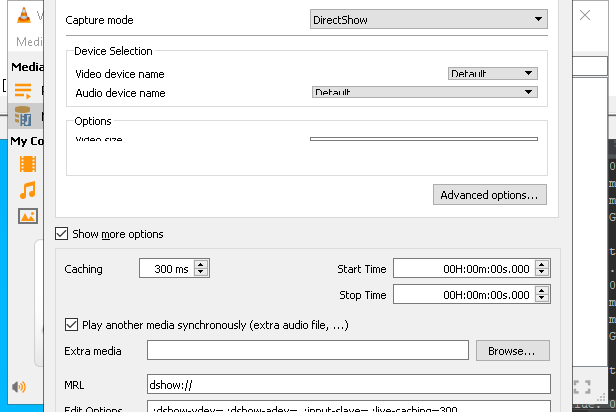 V
Medi
Capture mode
DirectShow
Media
Device Selection
Video device name
Default
Audio device name
Default
Options
My Co
Video size
Advanced options...
Show more options
Caching
300 ms
Start Time
00H:00m:00s.000
Stop Time
00H:00m:00s.000
Play another media synchronously (extra audio file, ...)
Extra media
Browse...
MRL
dshow://
Edit Options
:dshow-vdev= :dshow-adev= :input-slave= :live-caching=300